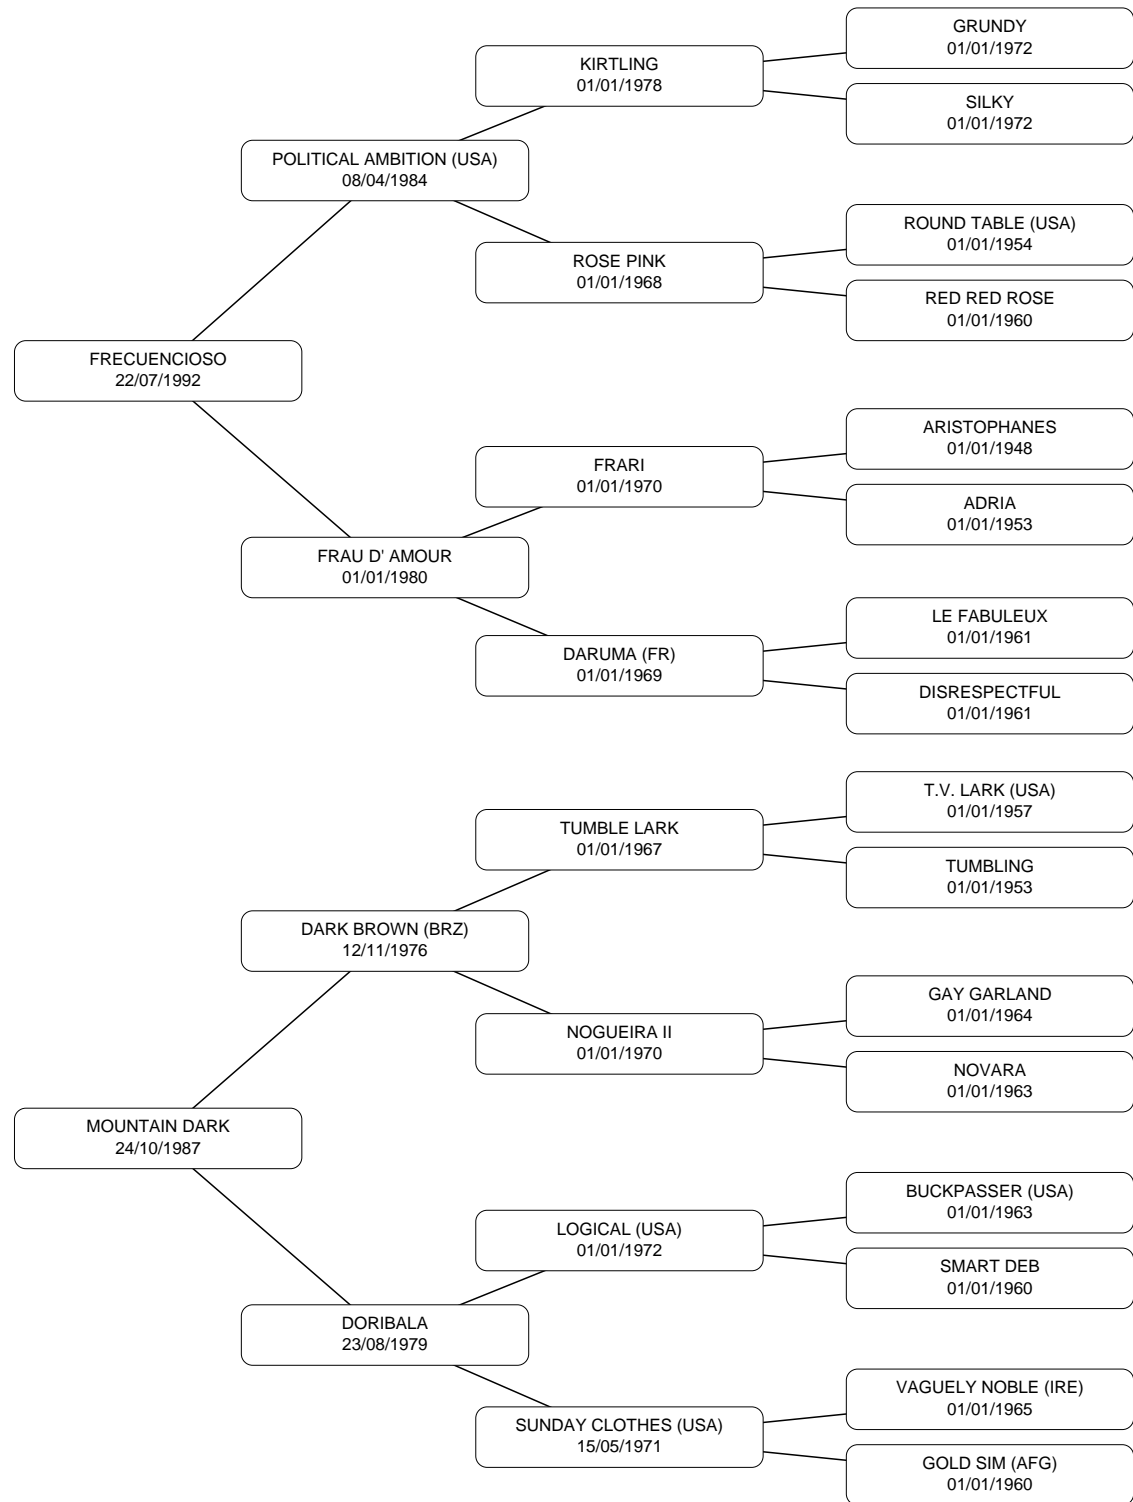 GRUNDY
01/01/1972
KIRTLING
01/01/1978
SILKY
01/01/1972
POLITICAL AMBITION (USA)
08/04/1984
ROUND TABLE (USA)
01/01/1954
ROSE PINK
01/01/1968
RED RED ROSE
01/01/1960
FRECUENCIOSO
22/07/1992
ARISTOPHANES
01/01/1948
FRARI
01/01/1970
ADRIA
01/01/1953
FRAU D' AMOUR
01/01/1980
LE FABULEUX
01/01/1961
DARUMA (FR)
01/01/1969
DISRESPECTFUL
01/01/1961
T.V. LARK (USA)
01/01/1957
TUMBLE LARK
01/01/1967
TUMBLING
01/01/1953
DARK BROWN (BRZ)
12/11/1976
GAY GARLAND
01/01/1964
NOGUEIRA II
01/01/1970
NOVARA
01/01/1963
MOUNTAIN DARK
24/10/1987
BUCKPASSER (USA)
01/01/1963
LOGICAL (USA)
01/01/1972
SMART DEB
01/01/1960
DORIBALA
23/08/1979
VAGUELY NOBLE (IRE)
01/01/1965
SUNDAY CLOTHES (USA)
15/05/1971
GOLD SIM (AFG)
01/01/1960